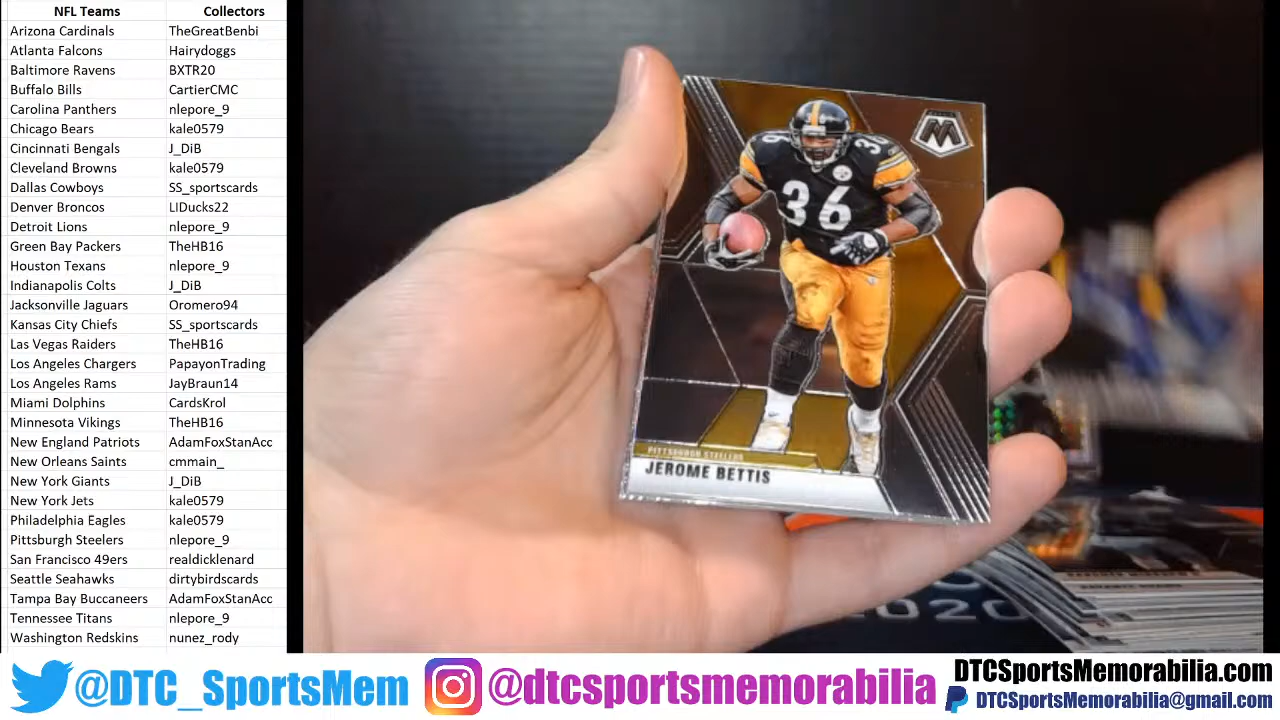 NFL Teams Collectors
Arizona Cardinals TheGreatBenbi
Atlanta Falcons Hairydoggs
Baltimore Ravens BXTR20
Buffalo Bills CartierCMC
Carolina Panthers nlepore_9
Chicago Bears kale0579
Cincinnati Bengals J_DiB
Cleveland Browns kale0579
Dallas Cowboys SS_sportscards
Denver Broncos LIDucks22
Detroit Lions nlepore_9
Green Bay Packers TheHB16
Houston Texans nlepore_9
Indianapolis Colts J_DiB
Jacksonville Jaguars Oromero94
Kansas City Chiefs SS_sportscards
Las Vegas Raiders TheHB16
Los Angeles Chargers PapayonTrading
Los Angeles Rams JayBraun14
Miami Dolphins CardsKrol
Minnesota Vikings TheHB16
New England Patriots AdamFoxStanAcc
New Orleans Saints cmmain_
New York Giants J_DiB
New York Jets kale0579
Philadelphia Eagles kale0579
Pittsburgh Steelers nlepore_9
San Francisco 49ers realdicklenard
Seattle Seahawks dirtybirdscards
Tampa Bay Buccaneers AdamFoxStanAcc
Tennessee Titans nlepore_9
Washington Redskins nunez_rody
36
36
36
M
PITTSBURGH STEELERS
JEROME BETTIS
2020
@DTC_SportsMem
@dtcsportsmemorabilia
DTCSportsMemorabilia.com
DTCSportsMemorabilia@gmail.com